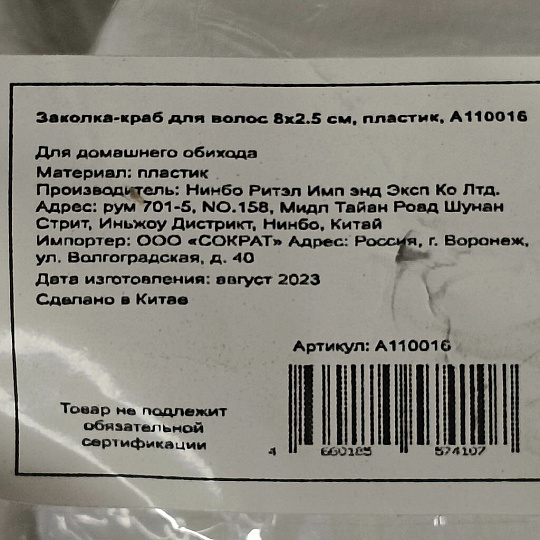 Заколка-краб для волос 8х2.5 см, пластик, А110016
Для домашнего обихода
Материал: пластик
Производитель: Нинбо Ритэл Имп энд Эксп Ко Лтд.
Адрес: рум 701-5, NO.158, Мидл Тайан Роад Шунан
Стрит, Иньжоу Дистрикт, Нинбо, Китай
Импортер: ООО «СОКРАТ» Адрес: Россия, г. Воронеж,
ул. Волгоградская, д. 40
Дата изготовления: август 2023
Сделано в Китае
Артикул: А110016
Товар не подлежит
обязательной
сертификации
4 660185 574107